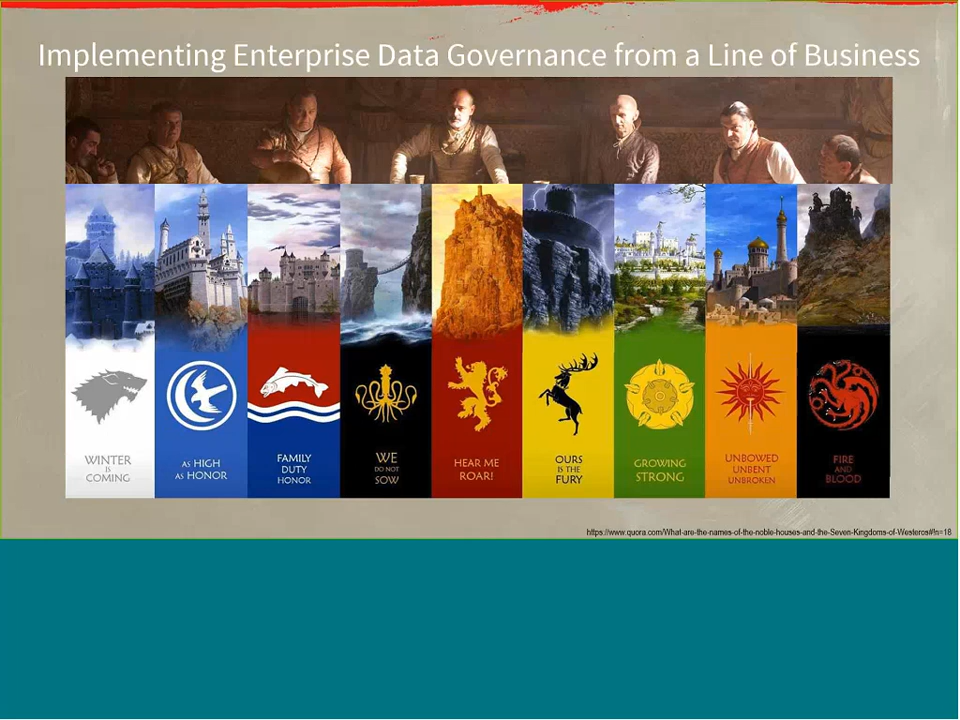 Implementing Enterprise Data Governance from a Line of Business
WINTER
IS
COMING
AS HIGH
AS HONOR
FAMILY
DUTY
HONOR
WE
DO NOT
SOW
HEAR ME
ROAR!
OURS
IS THE
FURY
GROWING
STRONG
UNBOWED
UNBENT
UNBROKEN
FIRE
AND
BLOOD
https://www.quora.com/What-are-the-names-of-the-noble-houses-and-the-Seven-Kingdoms-of-Westeros#!n=18